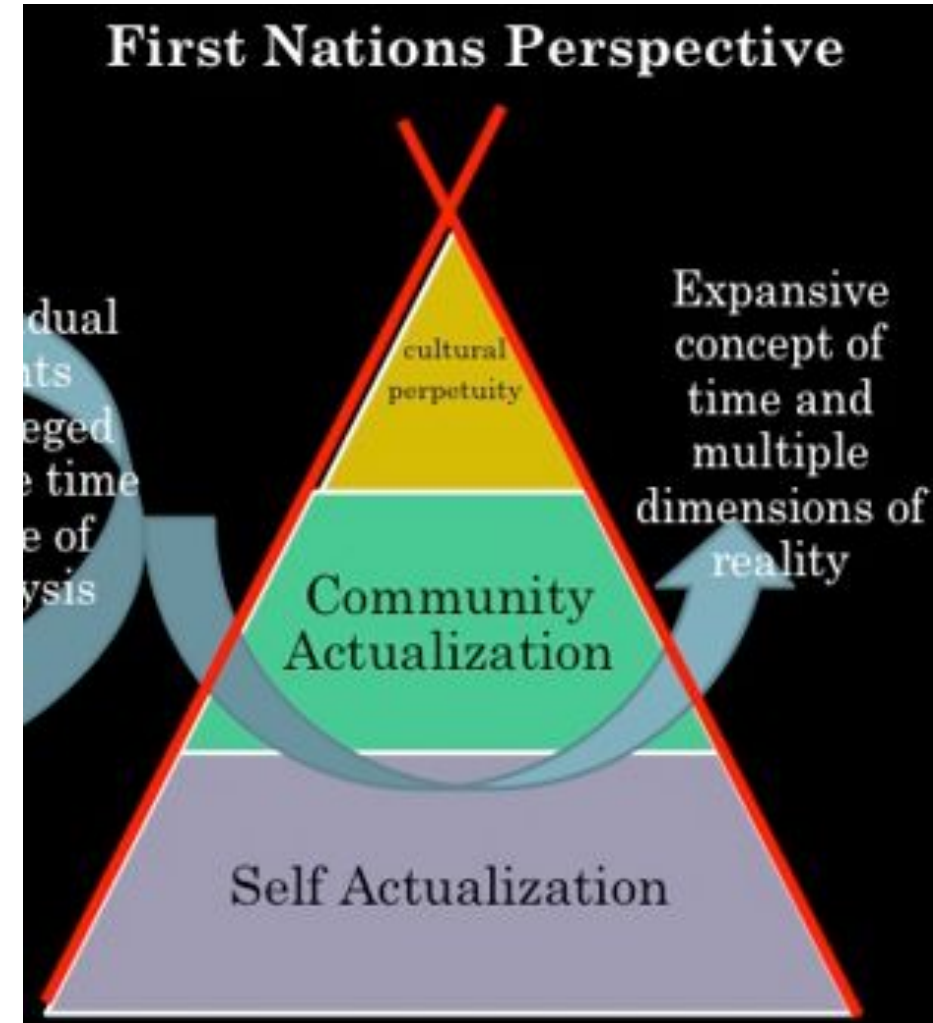 First Nations Perspective
dual
nts
eged
e time
e of
ysis
cultural
perpetuity
Expansive
concept of
time and
multiple
dimensions of
reality
Community
Actualization
Self Actualization